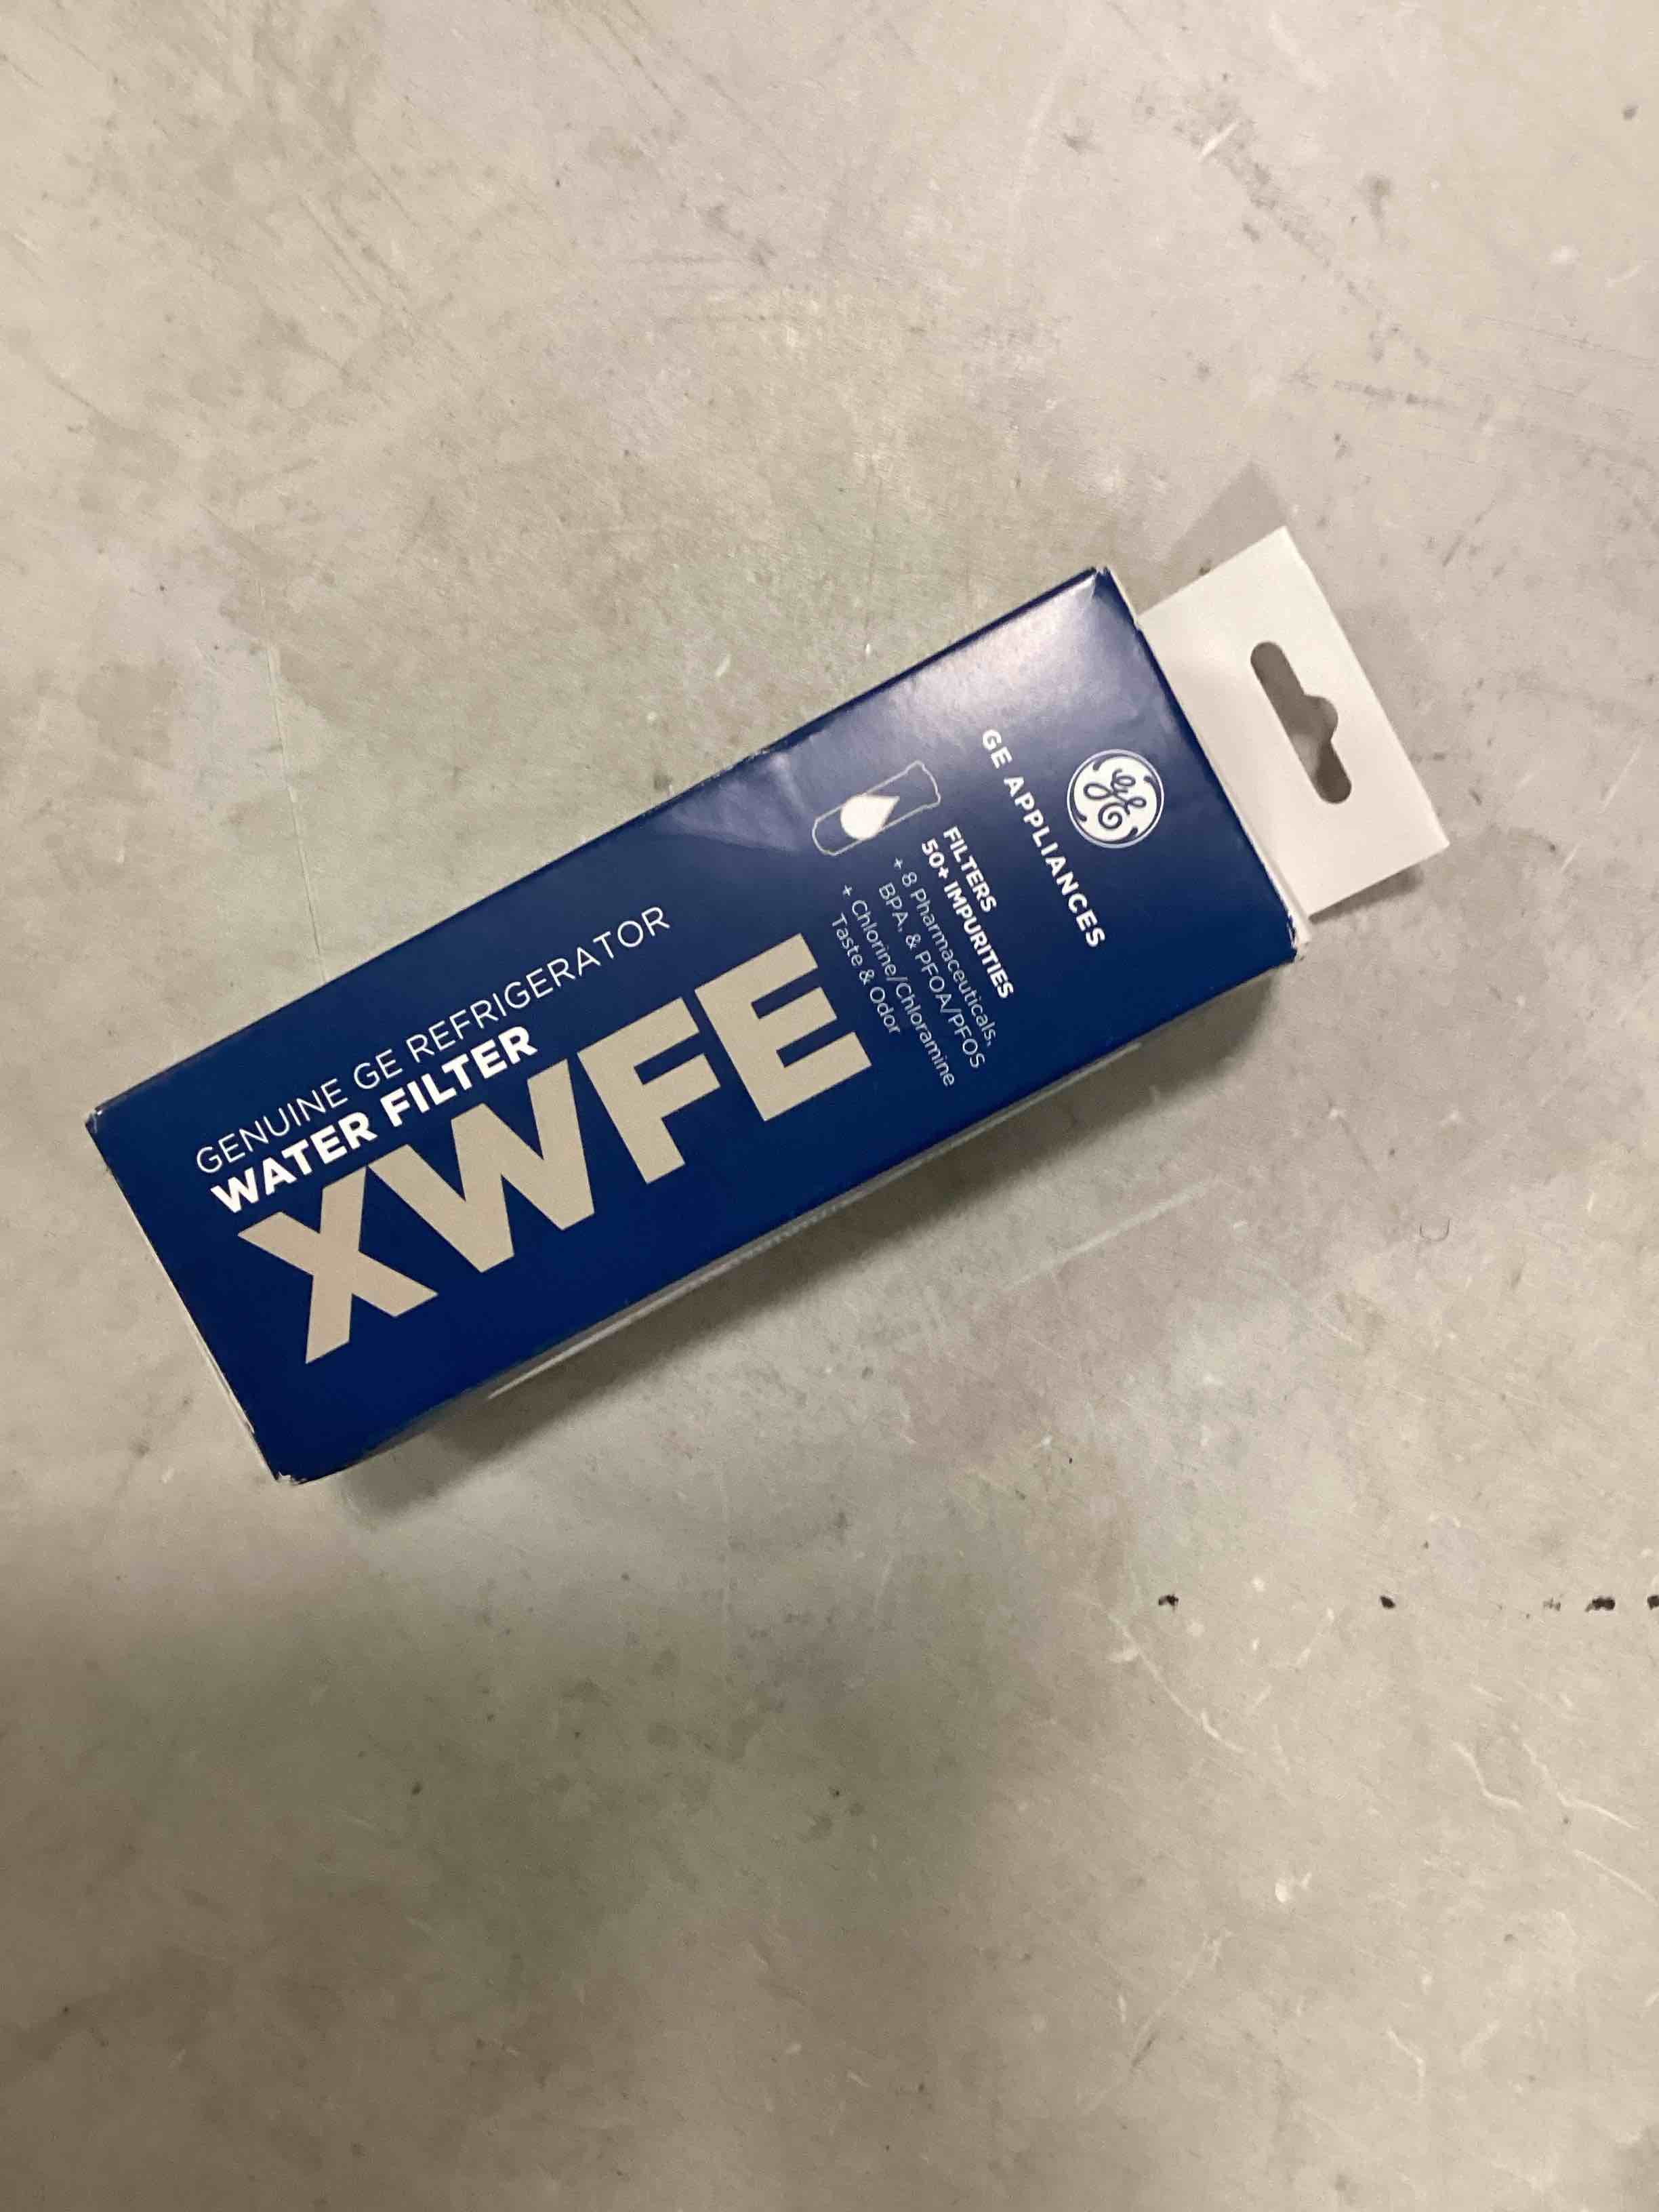 GE
GE APPLIANCES
FILTERS
50+ IMPURITIES
+ 8 Pharmaceuticals,
BPA, & PFOA/PFOS
+ Chlorine/Chloramine
Taste & Odor
GENUINE GE REFRIGERATOR
WATER FILTER
XWFE